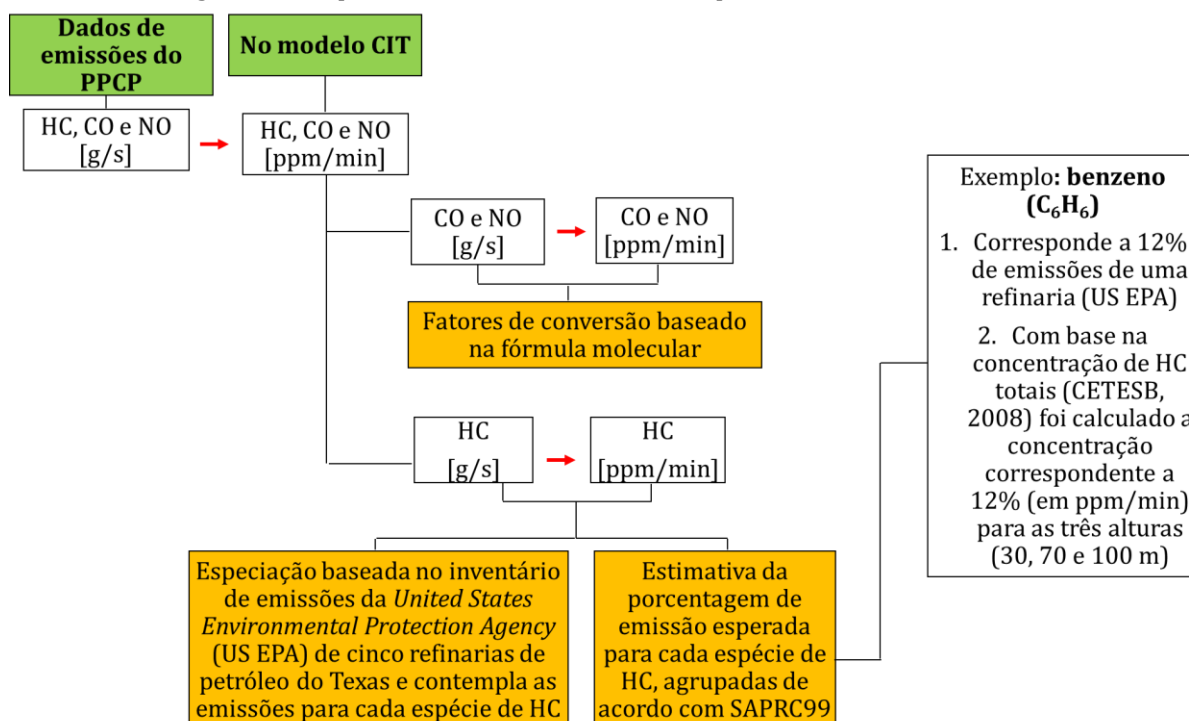 Dados de
emissões do
PPCP
No modelo CIT
HC, CO e NO
[g/s]
HC, CO e NO
[ppm/min]
CO e NO
[g/s]
CO e NO
[ppm/min]
Fatores de conversão baseado
na fórmula molecular
HC
[g/s]
HC
[ppm/min]
Especiação baseada no inventário
de emissões da United States
Environmental Protection Agency
(US EPA) de cinco refinarias de
petróleo do Texas e contempla as
emissões para cada espécie de HC
Estimativa da
porcentagem de
emissão esperada
para cada espécie de
HC, agrupadas de
acordo com SAPRC99
Exemplo: benzeno
(C₆H₆)
1. Corresponde a 12%
de emissões de uma
refinaria (US EPA)
2. Com base na
concentração de HC
totais (CETESB,
2008) foi calculado a
concentração
correspondente a
12% (em ppm/min)
para as três alturas
(30, 70 e 100 m)